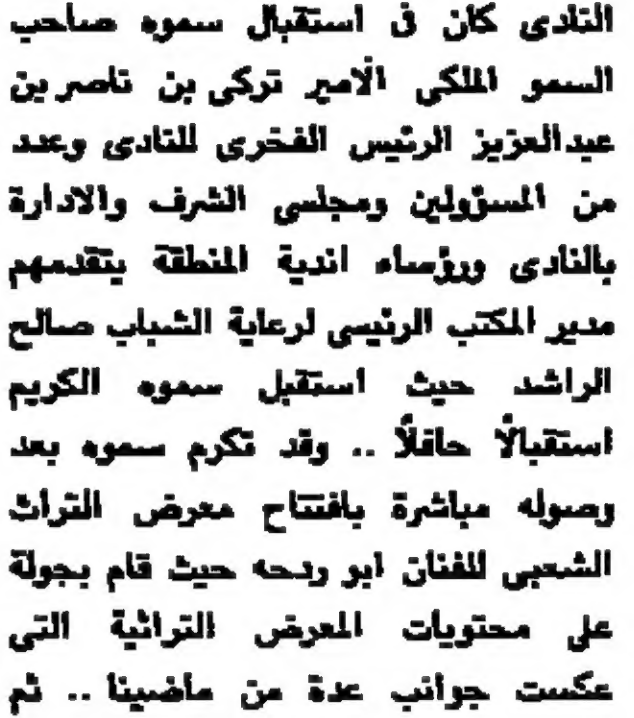 النادى كان فى استقبال سموه صاحب
السمو الملكى الامير تركى بن ناصر بن
عبدالعزيز الرئيس الفخرى للنادى وعدد
من المسؤولين ومجلسى الشرف والادارة
بالنادى ورؤساء اندية المنطقة يتقدمهم
مدير المكتب الرئيسى لرعاية الشباب صالح
الراشد حيث استقبل سموه الكريم
استقبالاً حافلاً .. وقد تكرم سموه بعد
وصوله مباشرة بافتتاح معرض التراث
الشعبى للفنان ابو ردحه حيث قام بجولة
على محتويات المعرض التراثية التى
عكست جوانب عدة من ماضينا .. ثم